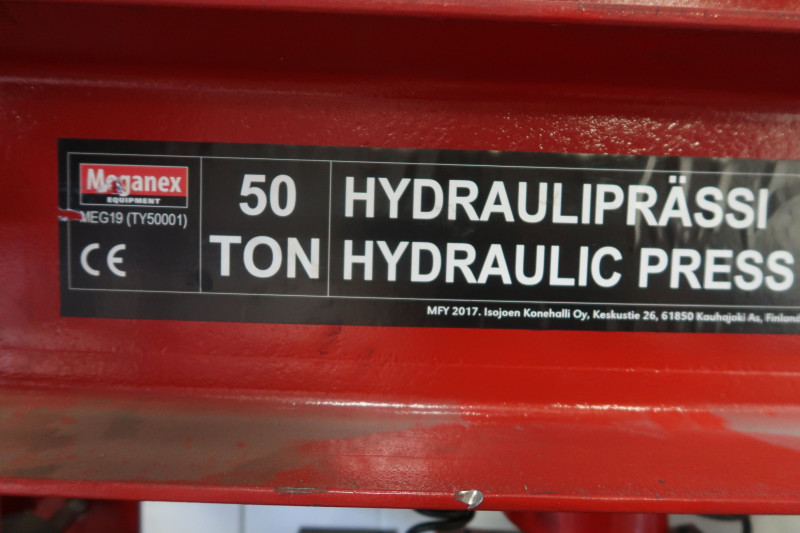 Meganex
EQUIPMENT
MEG19 (TY50001)
CE
50
TON
HYDRAULIPRÄSSI
HYDRAULIC PRESS
MFY 2017. Isojoen Konehalli Oy, Keskustie 26, 61850 Kauhajoki As, Finland